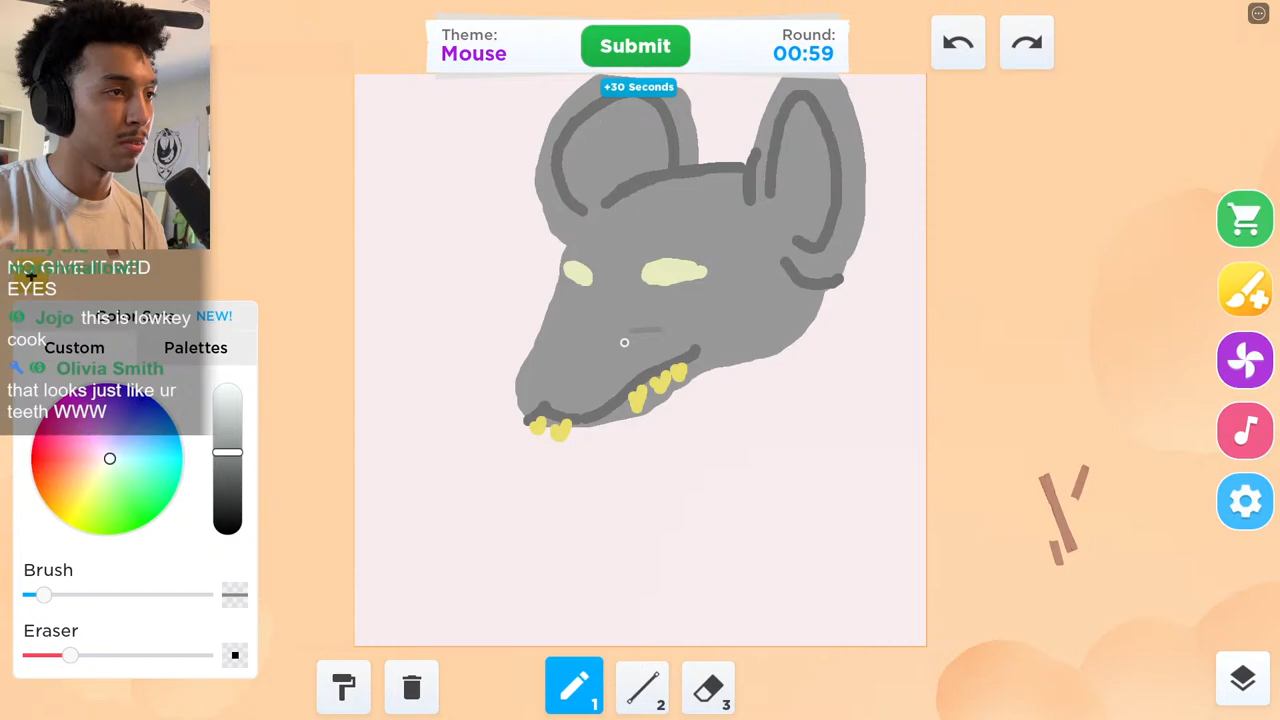 Theme:
Mouse
Submit
Round:
00:59
+30 Seconds
NO GIVE IT RED
EYES
NEW!
Jojo this is lowkey
cook
Custom
Palettes
Olivia Smith
that looks just like ur
teeth WWW
Brush
Eraser
1
2
3